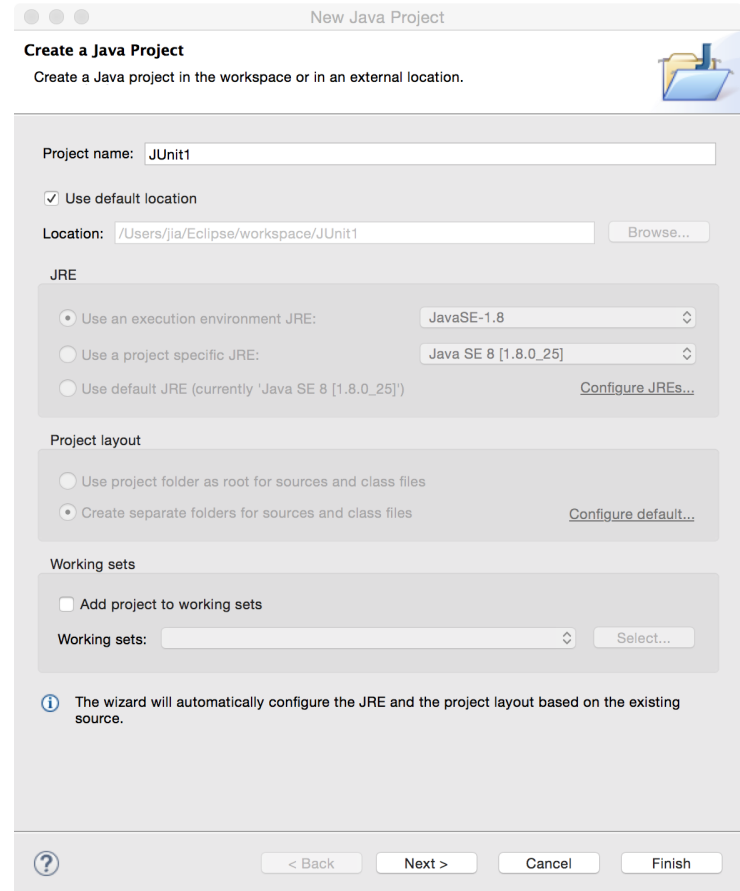 New Java Project
Create a Java Project
Create a Java project in the workspace or in an external location.
Project name: JUnit1
Use default location
Location: /Users/jia/Eclipse/workspace/JUnit1 Browse...
JRE
Use an execution environment JRE: JavaSE-1.8
Use a project specific JRE: Java SE 8 [1.8.0_25]
Use default JRE (currently 'Java SE 8 [1.8.0_25]') Configure JREs...
Project layout
Use project folder as root for sources and class files
Create separate folders for sources and class files Configure default...
Working sets
Add project to working sets
Working sets: Select...
The wizard will automatically configure the JRE and the project layout based on the existing
source.
? < Back Next > Cancel Finish